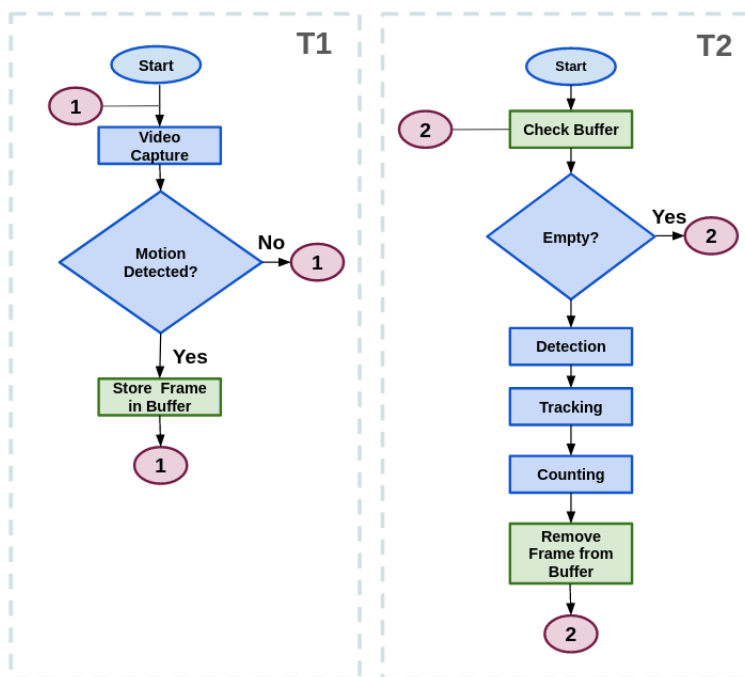 T1
Start
1
Video
Capture
Motion
Detected?
No
1
Yes
Store Frame
in Buffer
1
T2
Start
2
Check Buffer
Empty?
Yes
2
Detection
Tracking
Counting
Remove
Frame from
Buffer
2